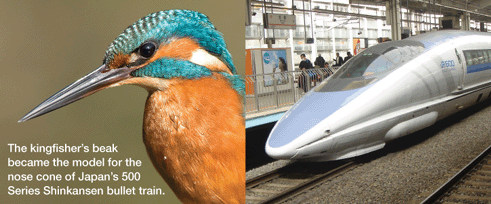 The kingfisher's beak
became the model for the
nose cone of Japan's 500
Series Shinkansen bullet train.